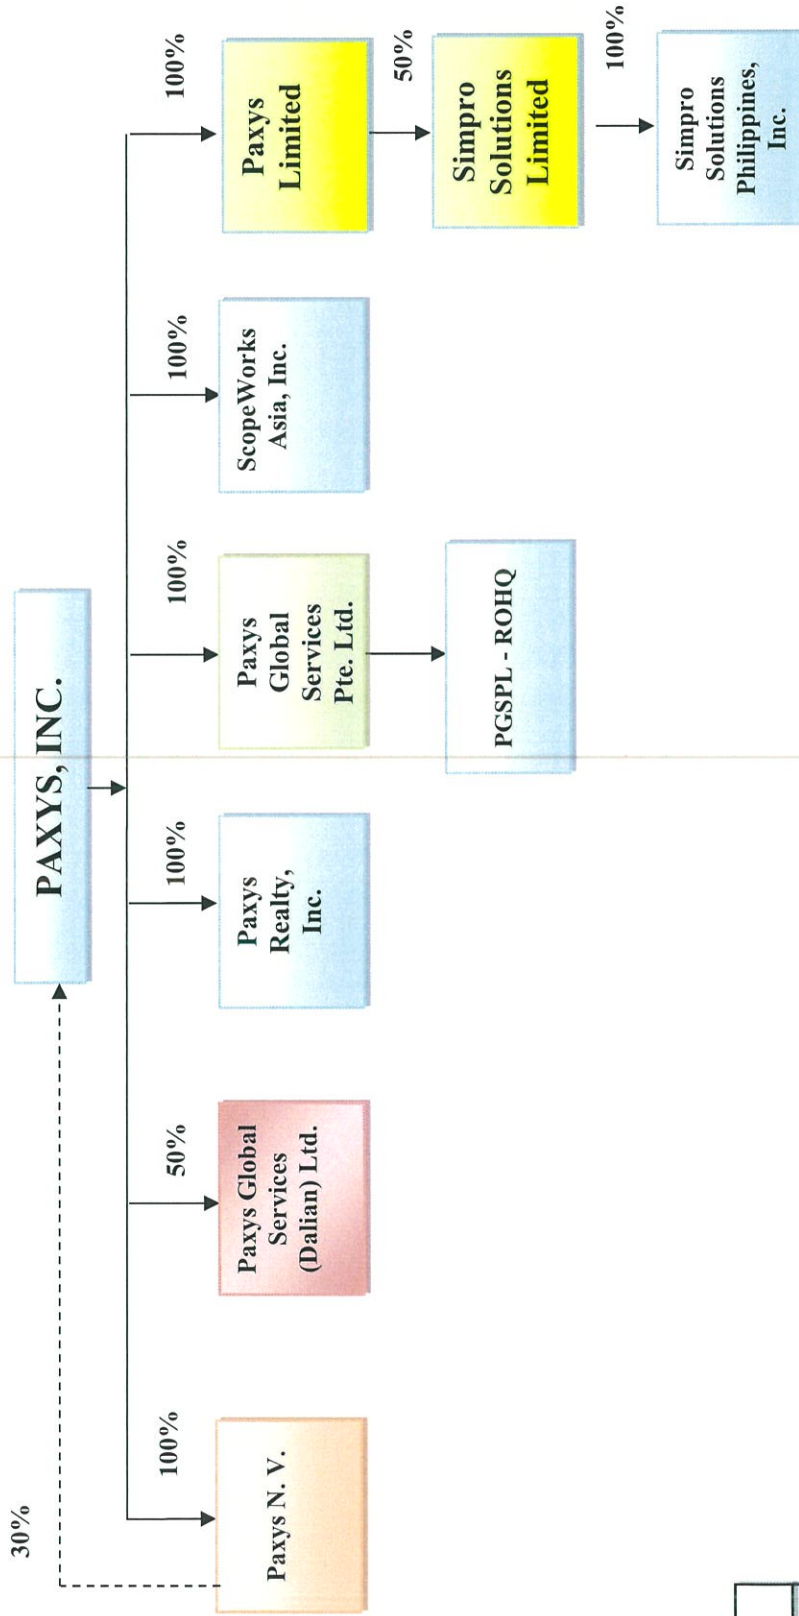 PAXYS, INC.
30%
100%
50%
100%
100%
100%
100%
Paxys N. V.
Paxys Global
Services
(Dalian) Ltd.
Paxys
Realty,
Inc.
Paxys
Global
Services
Pte. Ltd.
ScopeWorks
Asia, Inc.
Paxys
Limited
50%
PGSPL - ROHQ
Simpro
Solutions
Limited
100%
Simpro
Solutions
Philippines,
Inc.